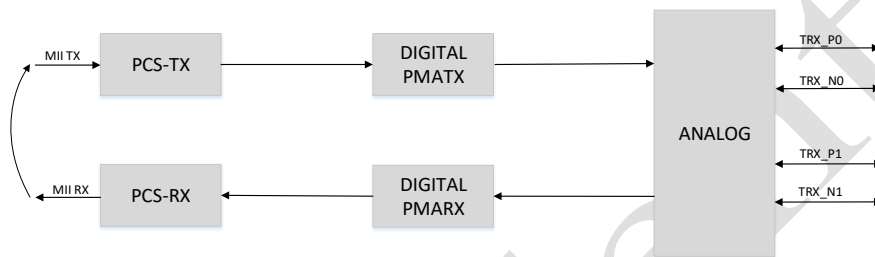 MII TX
PCS-TX
DIGITAL
PMATX
ANALOG
TRX_P0
TRX_N0
TRX_P1
TRX_N1
MII RX
PCS-RX
DIGITAL
PMARX